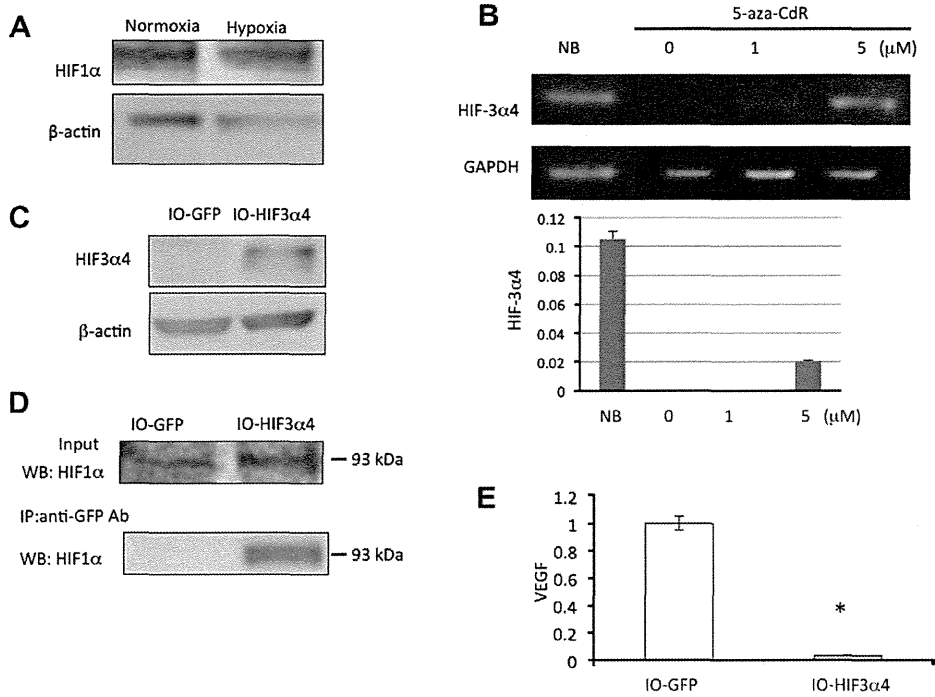 A
Normoxia Hypoxia
HIF1α
β-actin
B
5-aza-CdR
NB 0 1 5 (μM)
HIF-3α4
GAPDH
0.12
0.1
0.08
0.06
0.04
0.02
0
HIF-3α4
NB 0 1 5 (μM)
C
IO-GFP IO-HIF3α4
HIF3α4
β-actin
D
IO-GFP IO-HIF3α4
Input
WB: HIF1α
93 kDa
IP:anti-GFP Ab
WB: HIF1α
93 kDa
E
1.2
1
0.8
0.6
0.4
0.2
0
VEGF
*
IO-GFP IO-HIF3α4